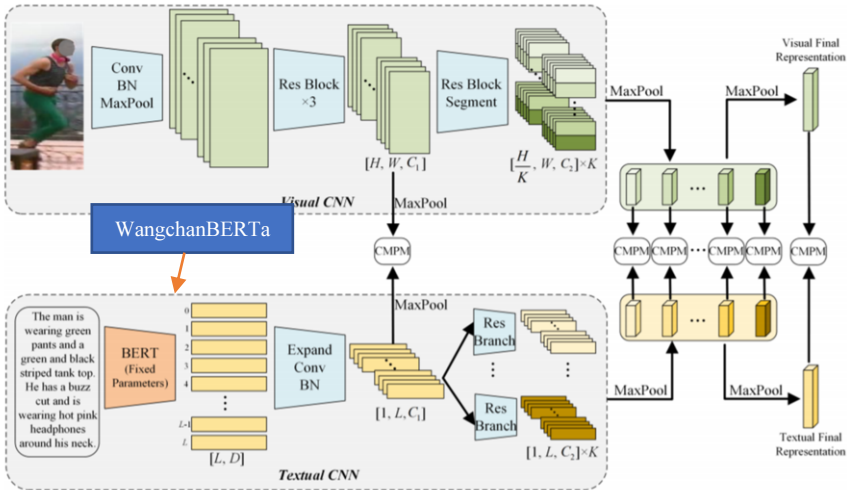 Conv
BN
MaxPool
Res Block
×3
Res Block
Segment
[H, W, C₁]
[H/K, W, C₂]×K
Visual CNN
MaxPool
MaxPool
MaxPool
Visual Final
Representation
WangchanBERTa
CMPM
CMPM
CMPM
CMPM
CMPM
CMPM
MaxPool
The man is
wearing green
pants and a
green and black
striped tank top.
He has a buzz
cut and is
wearing hot pink
headphones
around his neck.
BERT
(Fixed
Parameters)
0
1
2
3
4
L-1
L
[L, D]
Expand
Conv
BN
[1, L, C₁]
Res
Branch
Res
Branch
[1, L, C₂]×K
Textual CNN
MaxPool
MaxPool
Textual Final
Representation